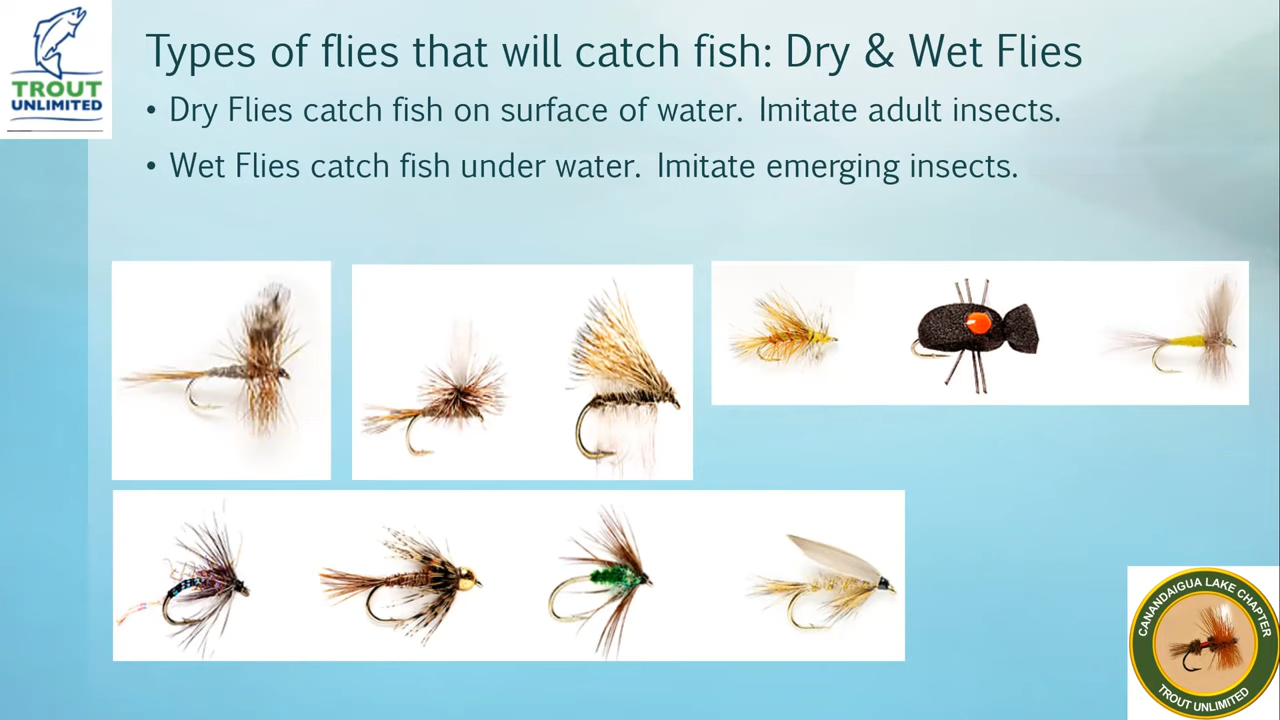 TROUT
UNLIMITED
Types of flies that will catch fish: Dry & Wet Flies
• Dry Flies catch fish on surface of water. Imitate adult insects.
• Wet Flies catch fish under water. Imitate emerging insects.
CANANDAIGUA LAKE CHAPTER
TROUT UNLIMITED